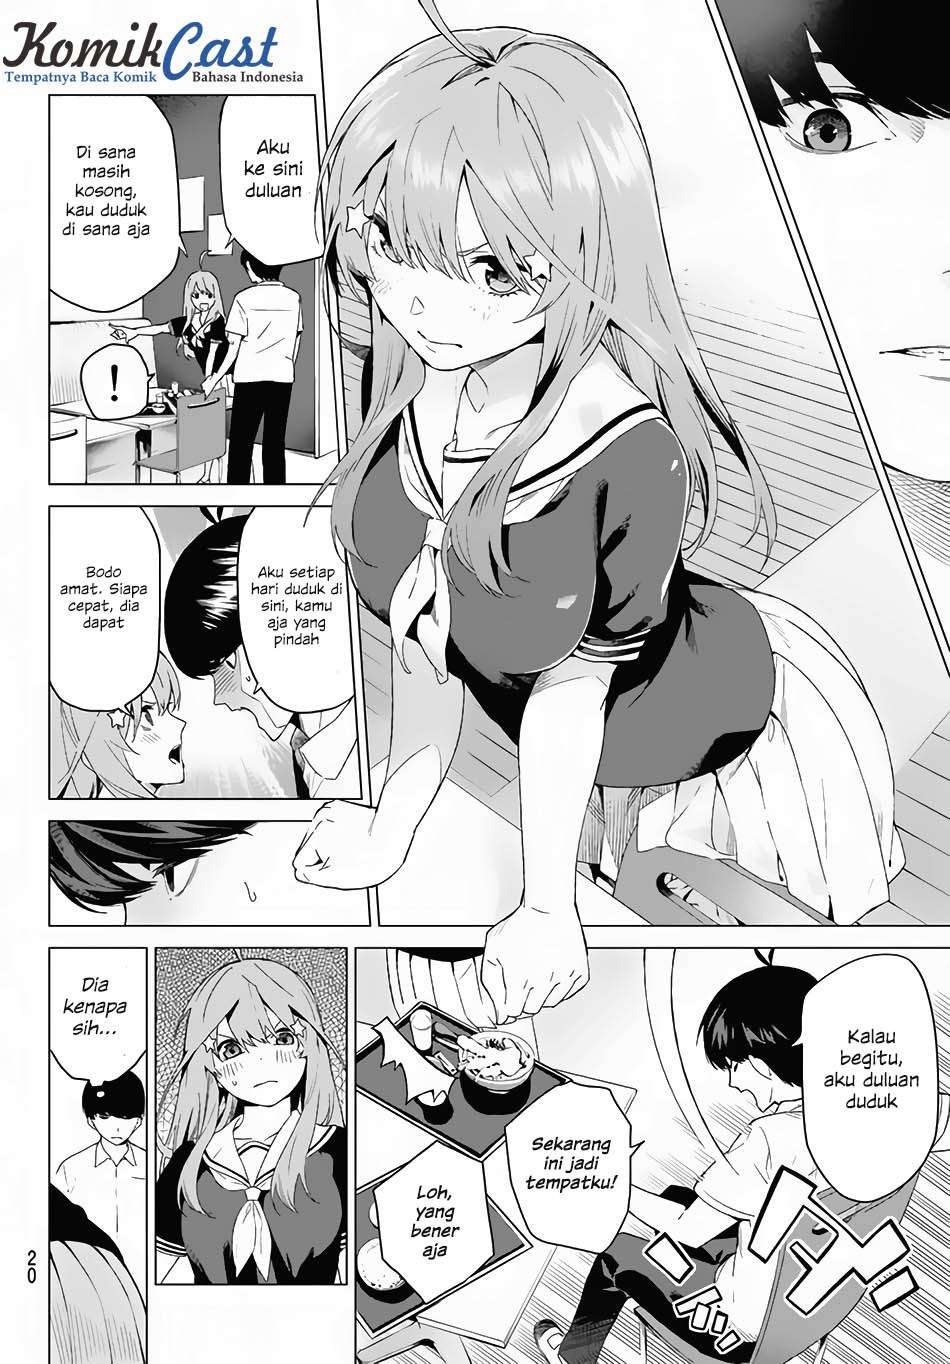 KomikCast
Tempatnya Baca Komik Bahasa Indonesia
Aku
ke sini
duluan
Di sana
masih
kosong,
kau duduk
di sana aja
!
Aku setiap
hari duduk di
sini, kamu
aja yang
pindah
Bodo
amat. Siapa
cepat, dia
dapat
Kalau
begitu,
aku duluan
duduk
ドン
Sekarang
ini jadi
tempatku!
Loh,
yang
bener
aja
Dia
kenapa
sih...
20